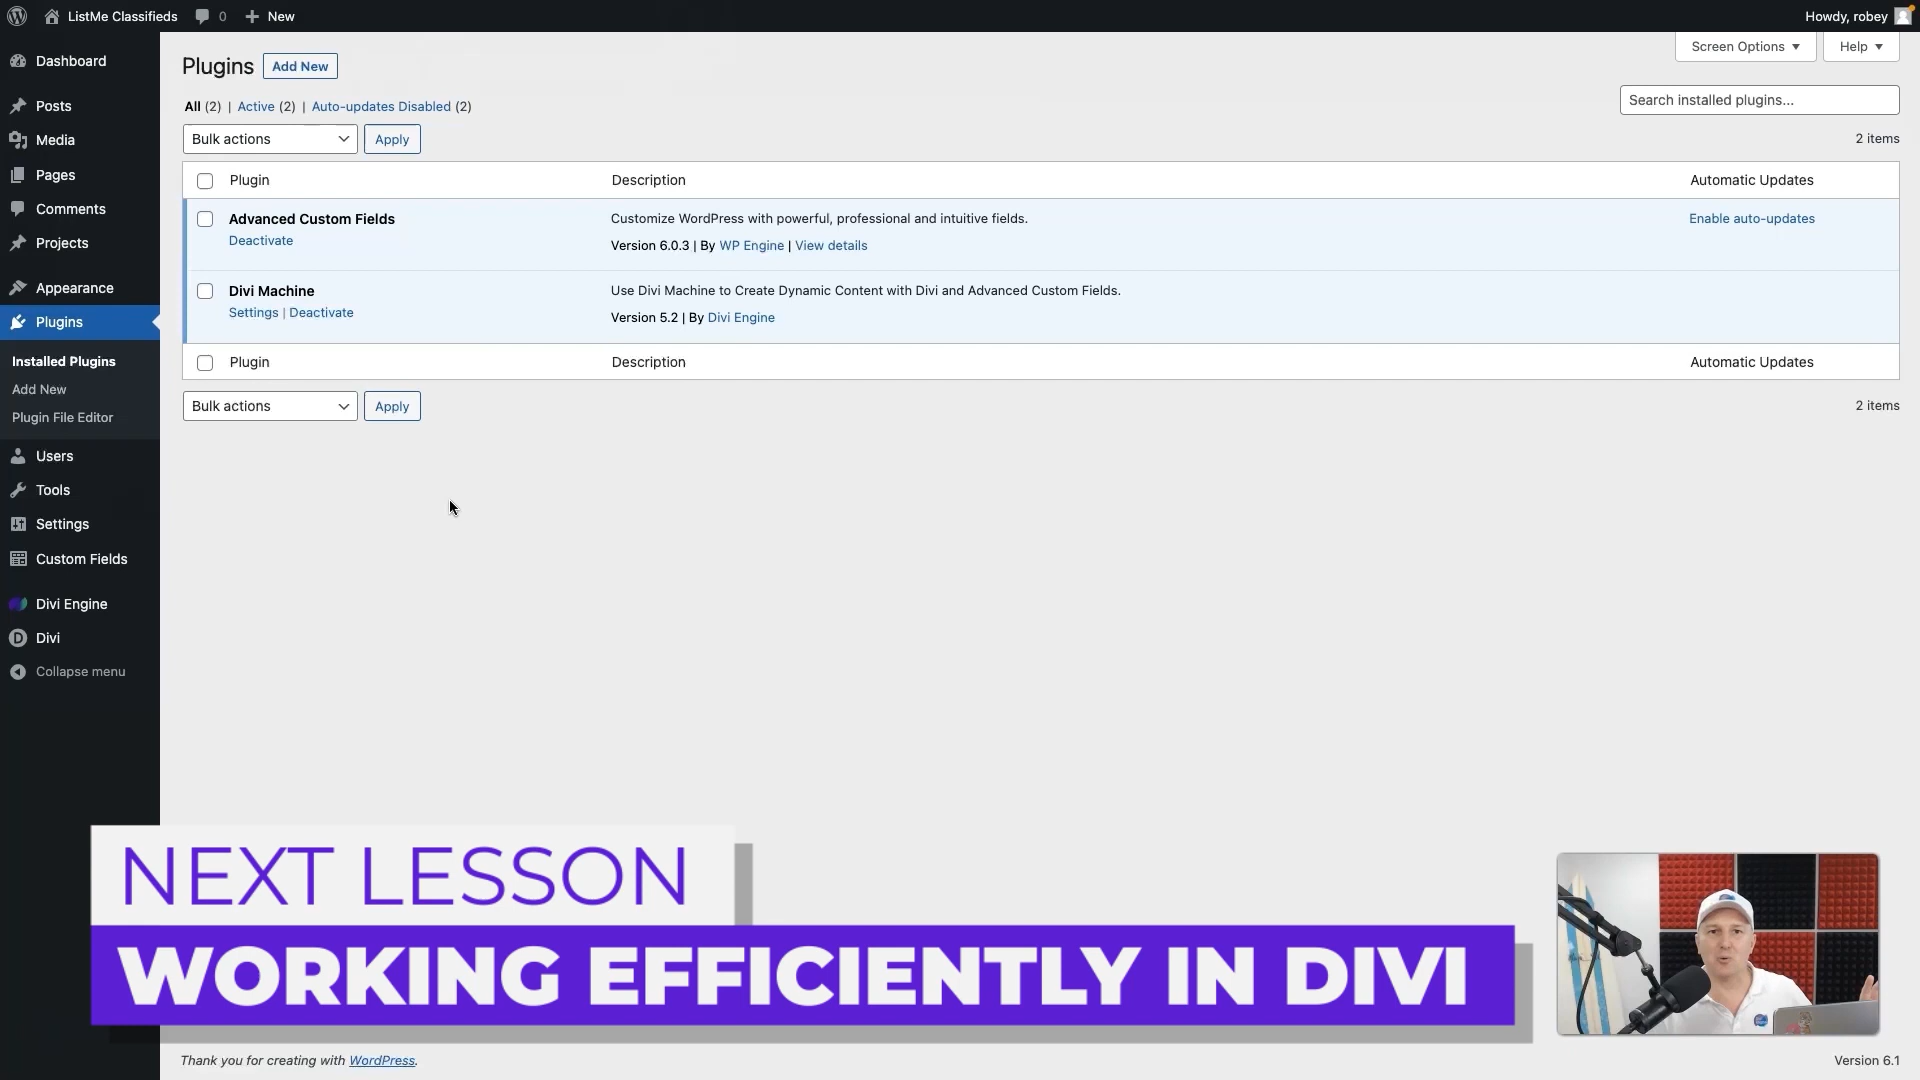 ListMe Classifieds
0
New
Howdy, robey
Dashboard
Posts
Media
Pages
Comments
Projects
Appearance
Plugins
Installed Plugins
Add New
Plugin File Editor
Users
Tools
Settings
Custom Fields
Divi Engine
Divi
Collapse menu
Screen Options ▼
Help ▼
Plugins
Add New
All (2) | Active (2) | Auto-updates Disabled (2)
Search installed plugins...
Bulk actions
Apply
2 items
Plugin
Description
Automatic Updates
Advanced Custom Fields
Customize WordPress with powerful, professional and intuitive fields.
Enable auto-updates
Deactivate
Version 6.0.3 | By WP Engine | View details
Divi Machine
Use Divi Machine to Create Dynamic Content with Divi and Advanced Custom Fields.
Settings | Deactivate
Version 5.2 | By Divi Engine
Plugin
Description
Automatic Updates
Bulk actions
Apply
2 items
NEXT LESSON
WORKING EFFICIENTLY IN DIVI
Thank you for creating with WordPress.
Version 6.1